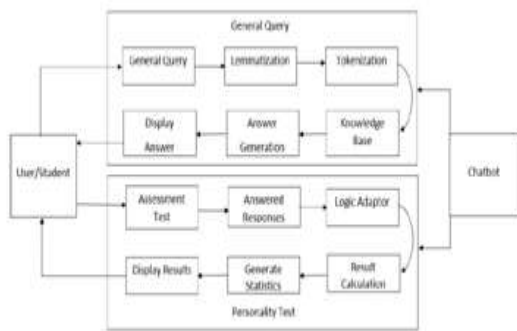 General Query
General Query
Lemmatization
Tokenization
Display
Answer
Answer
Generation
Knowledge
Base
User/Student
Chatbot
Assessment
Test
Answered
Responses
Logic Adaptor
Display Results
Generate
Statistics
Result
Calculation
Personality Test